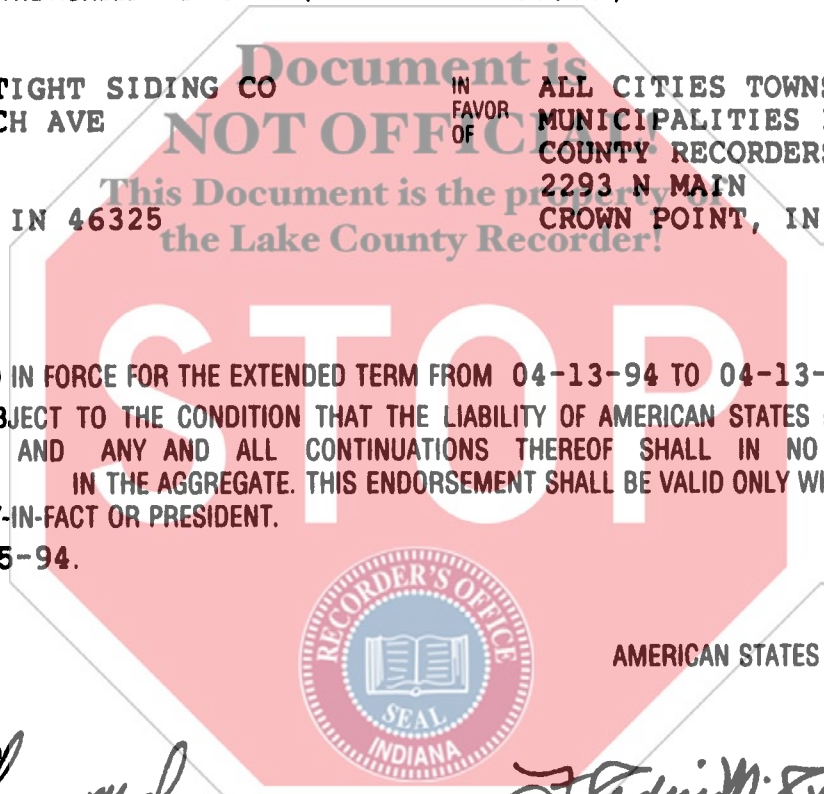 Document is
NOT OFFICIAL!
This Document is the property of
the Lake County Recorder!
TIGHT SIDING CO
CH AVE
IN 46325
IN
FAVOR
OF
ALL CITIES TOWNS
MUNICIPALITIES
COUNTY RECORDERS
2293 N MAIN
CROWN POINT, IN
STOP
IN FORCE FOR THE EXTENDED TERM FROM 04-13-94 TO 04-13-
BJECT TO THE CONDITION THAT THE LIABILITY OF AMERICAN STATES
AND ANY AND ALL CONTINUATIONS THEREOF SHALL IN NO
IN THE AGGREGATE. THIS ENDORSEMENT SHALL BE VALID ONLY WI
-IN-FACT OR PRESIDENT.
5-94.
RECORDER'S OFFICE
SEAL
INDIANA
AMERICAN STATES